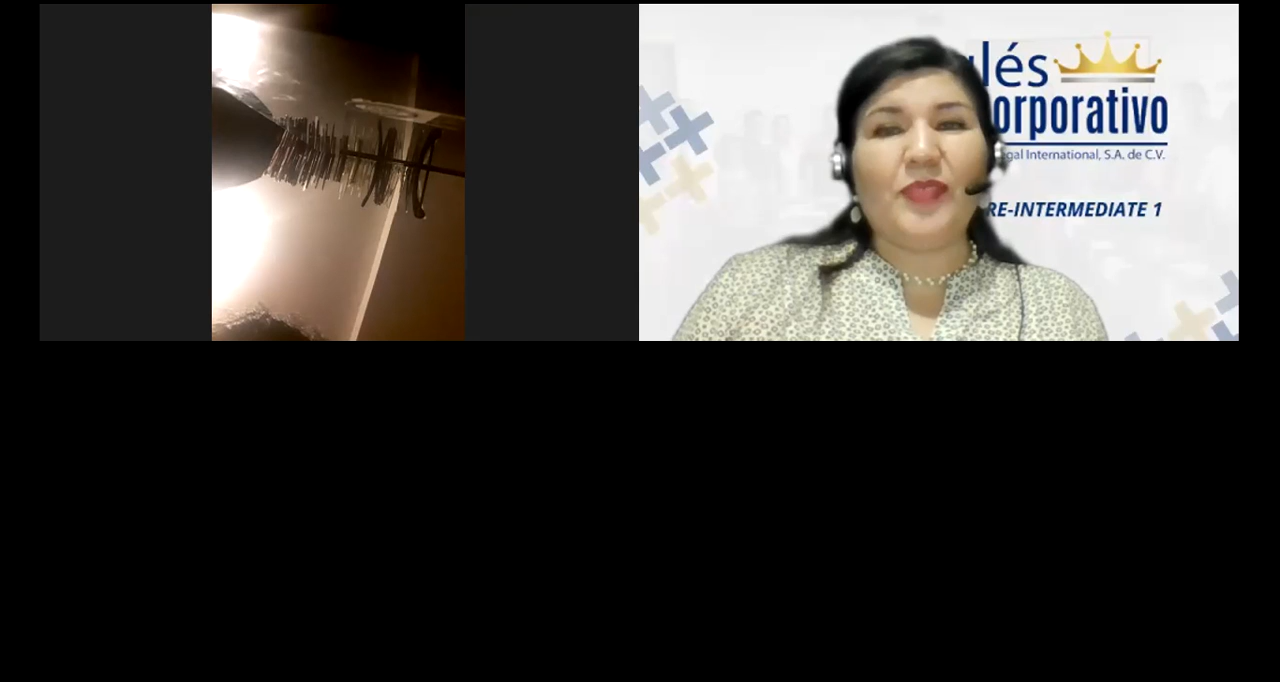 lés
orporativo
gal International, S.A. de C.V.
RE-INTERMEDIATE 1